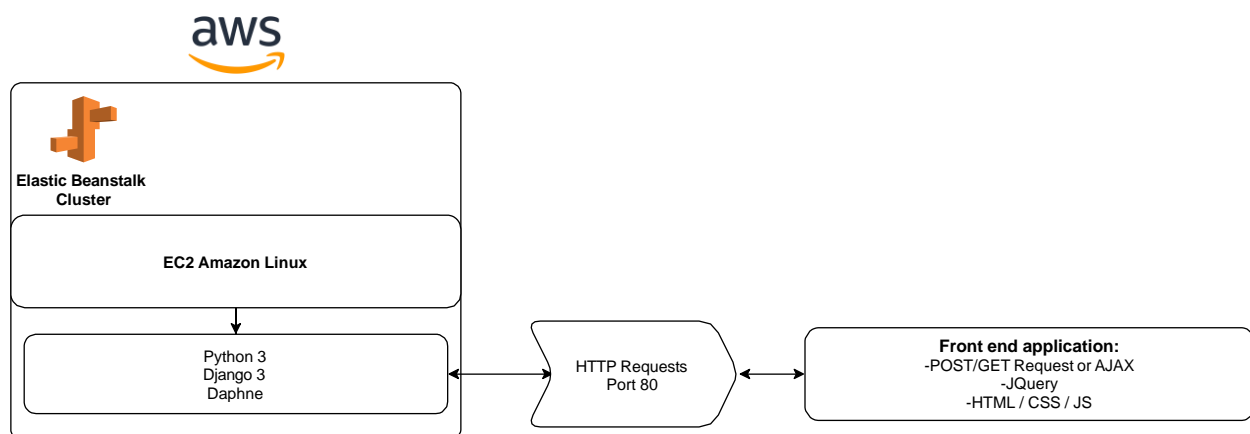 aws
Elastic Beanstalk
Cluster
EC2 Amazon Linux
Python 3
Django 3
Daphne
HTTP Requests
Port 80
Front end application:
-POST/GET Request or AJAX
-JQuery
-HTML / CSS / JS